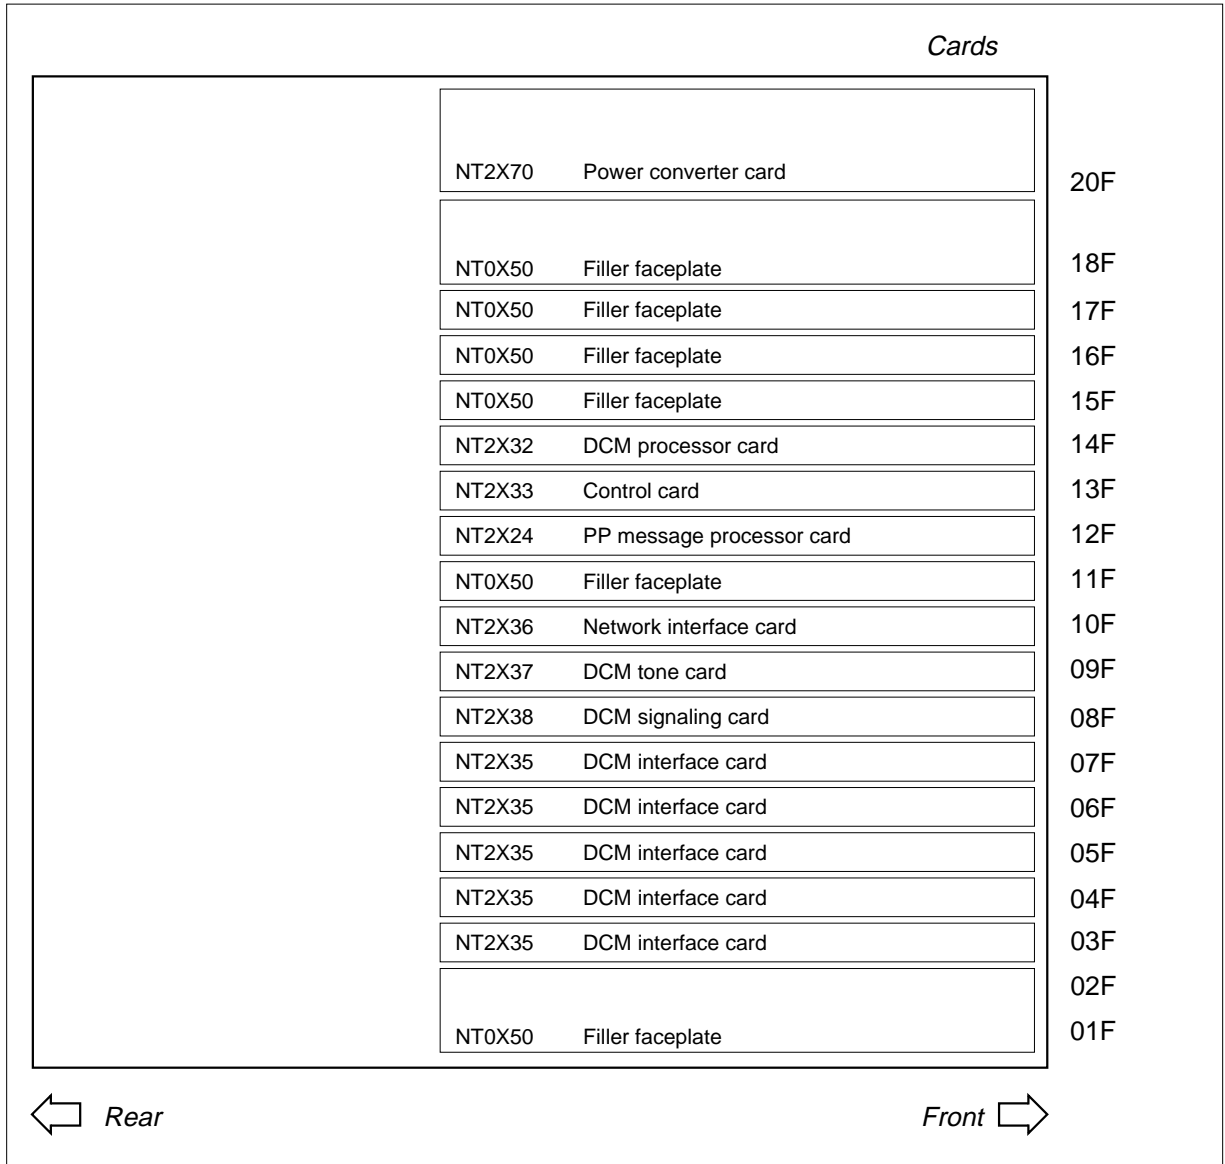 Cards
NT2X70 Power converter card 20F
NT0X50 Filler faceplate 18F
NT0X50 Filler faceplate 17F
NT0X50 Filler faceplate 16F
NT0X50 Filler faceplate 15F
NT2X32 DCM processor card 14F
NT2X33 Control card 13F
NT2X24 PP message processor card 12F
NT0X50 Filler faceplate 11F
NT2X36 Network interface card 10F
NT2X37 DCM tone card 09F
NT2X38 DCM signaling card 08F
NT2X35 DCM interface card 07F
NT2X35 DCM interface card 06F
NT2X35 DCM interface card 05F
NT2X35 DCM interface card 04F
NT2X35 DCM interface card 03F
02F
NT0X50 Filler faceplate 01F
Rear Front